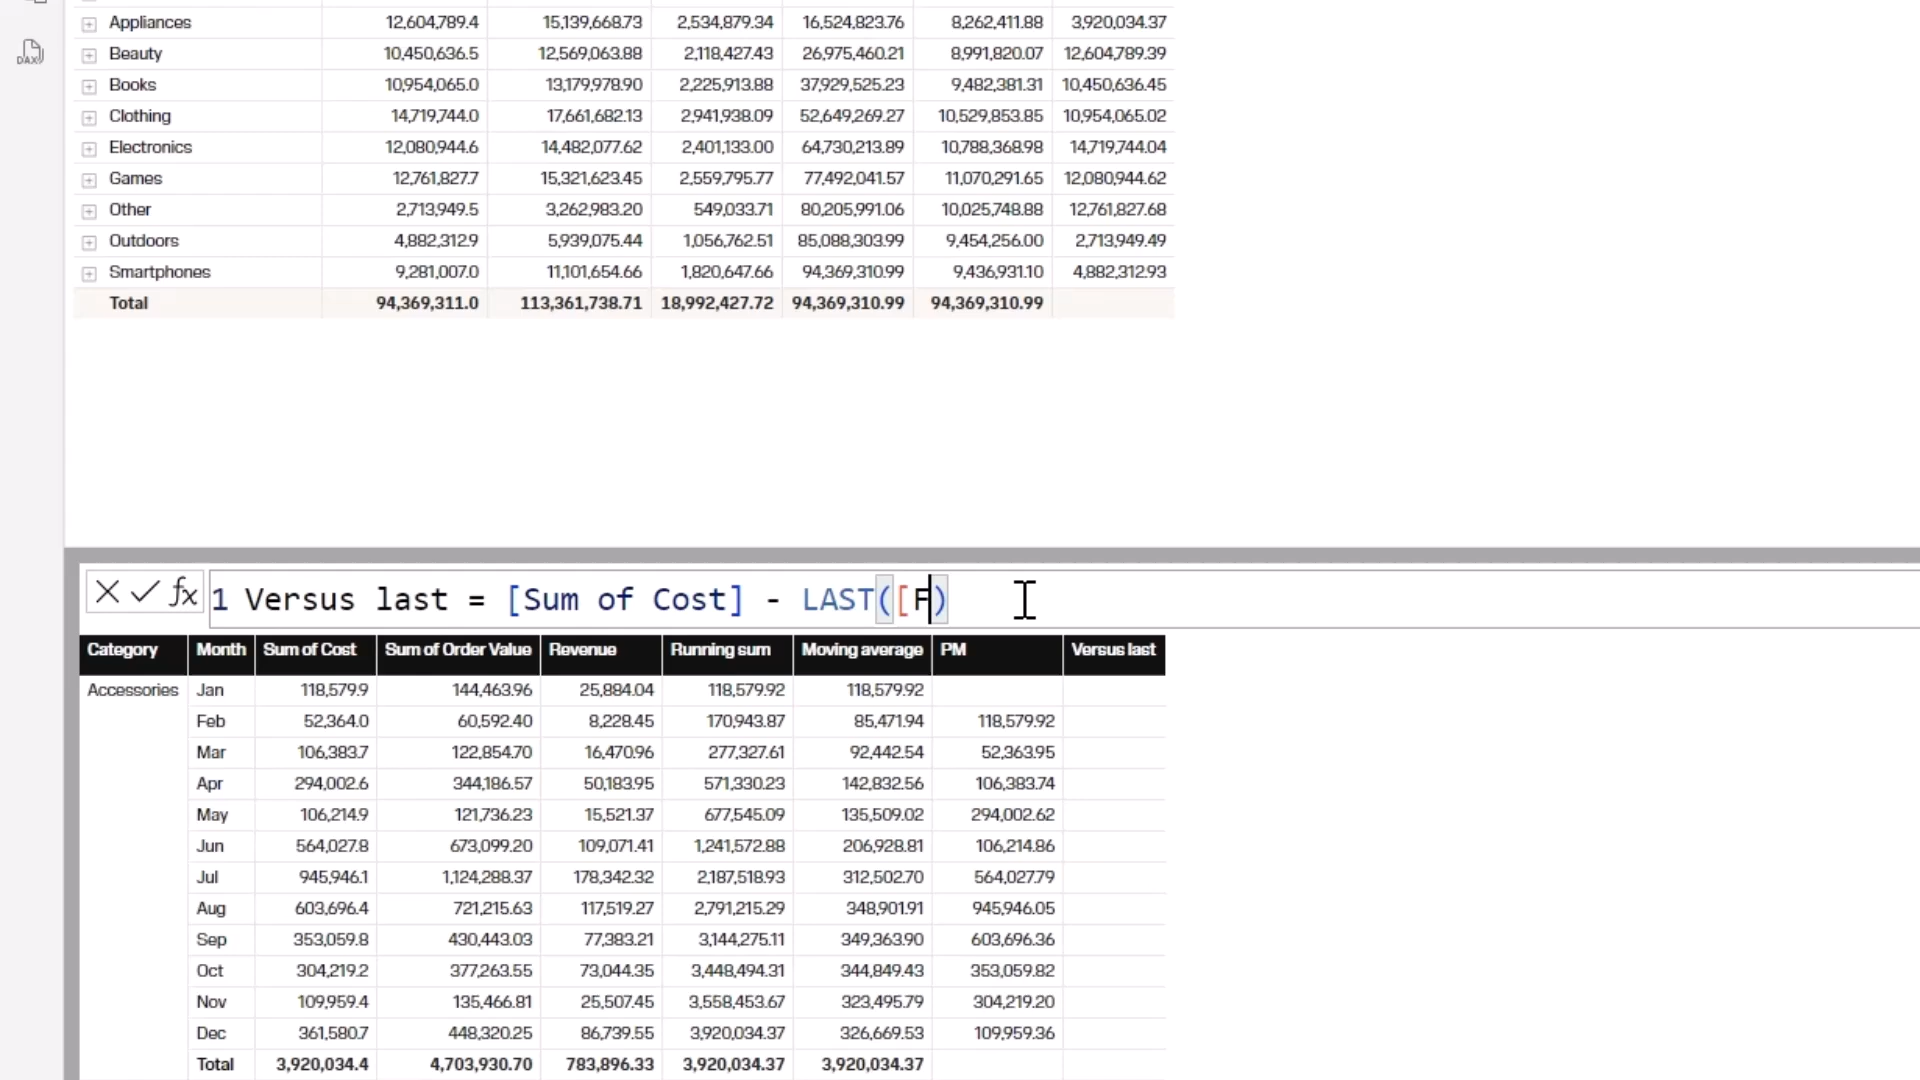 DAX
Appliances 12,604,789.4 15,139,668.73 2,534,879.34 16,524,823.76 8,262,411.88 3,920,034.37
Beauty 10,450,636.5 12,569,063.88 2,118,427.43 26,975,460.21 8,991,820.07 12,604,789.39
Books 10,954,065.0 13,179,978.90 2,225,913.88 37,929,525.23 9,482,381.31 10,450,636.45
Clothing 14,719,744.0 17,661,682.13 2,941,938.09 52,649,269.27 10,529,853.85 10,954,065.02
Electronics 12,080,944.6 14,482,077.62 2,401,133.00 64,730,213.89 10,788,368.98 14,719,744.04
Games 12,761,827.7 15,321,623.45 2,559,795.77 77,492,041.57 11,070,291.65 12,080,944.62
Other 2,713,949.5 3,262,983.20 549,033.71 80,205,991.06 10,025,748.88 12,761,827.68
Outdoors 4,882,312.9 5,939,075.44 1,056,762.51 85,088,303.99 9,454,256.00 2,713,949.49
Smartphones 9,281,007.0 11,101,654.66 1,820,647.66 94,369,310.99 9,436,931.10 4,882,312.93
Total 94,369,311.0 113,361,738.71 18,992,427.72 94,369,310.99 94,369,310.99
fx 1 Versus last = [Sum of Cost] - LAST([F)
Category Month Sum of Cost Sum of Order Value Revenue Running sum Moving average PM Versus last
Accessories Jan 118,579.9 144,463.96 25,884.04 118,579.92 118,579.92
Feb 52,364.0 60,592.40 8,228.45 170,943.87 85,471.94 118,579.92
Mar 106,383.7 122,854.70 16,470.96 277,327.61 92,442.54 52,363.95
Apr 294,002.6 344,186.57 50,183.95 571,330.23 142,832.56 106,383.74
May 106,214.9 121,736.23 15,521.37 677,545.09 135,509.02 294,002.62
Jun 564,027.8 673,099.20 109,071.41 1,241,572.88 206,928.81 106,214.86
Jul 945,946.1 1,124,288.37 178,342.32 2,187,518.93 312,502.70 564,027.79
Aug 603,696.4 721,215.63 117,519.27 2,791,215.29 348,901.91 945,946.05
Sep 353,059.8 430,443.03 77,383.21 3,144,275.11 349,363.90 603,696.36
Oct 304,219.2 377,263.55 73,044.35 3,448,494.31 344,849.43 353,059.82
Nov 109,959.4 135,466.81 25,507.45 3,558,453.67 323,495.79 304,219.20
Dec 361,580.7 448,320.25 86,739.55 3,920,034.37 326,669.53 109,959.36
Total 3,920,034.4 4,703,930.70 783,896.33 3,920,034.37 3,920,034.37